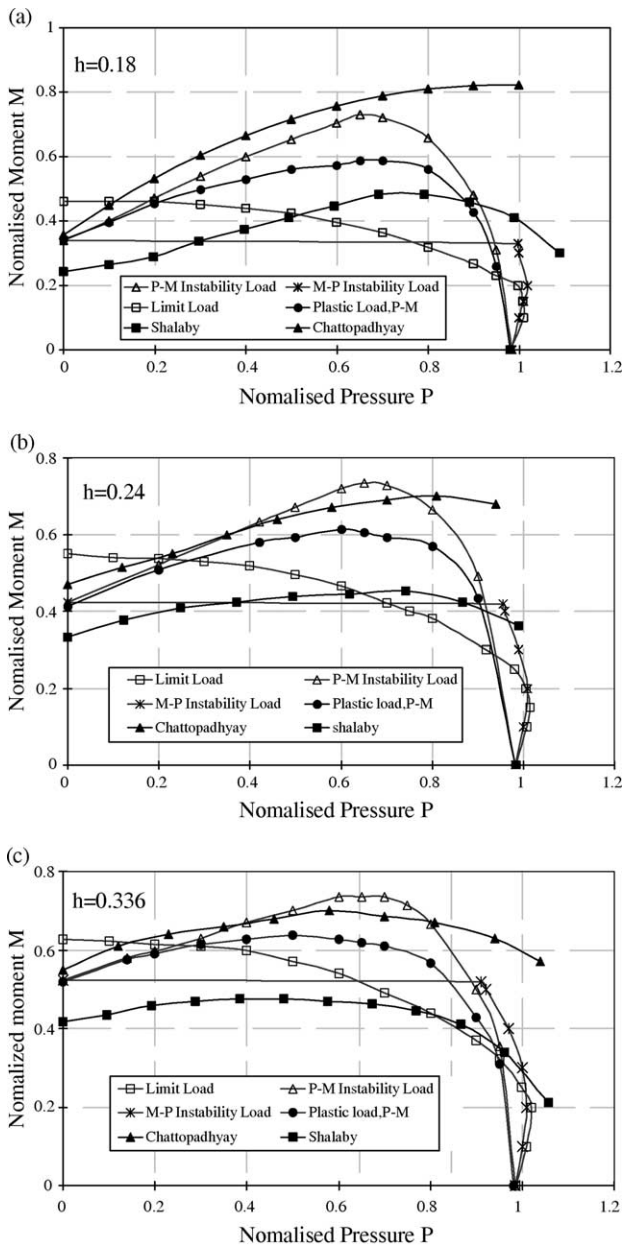 (a)
1
0.8
0.6
0.4
0.2
0
Nomalised Moment M
h=0.18
P-M Instability Load
M-P Instability Load
Limit Load
Plastic Load,P-M
Shalaby
Chattopadhyay
0 0.2 0.4 0.6 0.8 1 1.2
Nomalised Pressure P
(b)
0.8
0.6
0.4
0.2
0
Nomalised Moment M
h=0.24
Limit Load
P-M Instability Load
M-P Instability Load
Plastic load,P-M
Chattopadhyay
shalaby
0 0.2 0.4 0.6 0.8 1 1.2
Nomalised Pressure P
(c)
0.8
0.6
0.4
0.2
0
Nomalized moment M
h=0.336
Limit Load
P-M Instability Load
M-P Instability Load
Plastic load,P-M
Chattopadhyay
Shalaby
0 0.2 0.4 0.6 0.8 1 1.2
Nomalised Pressure P